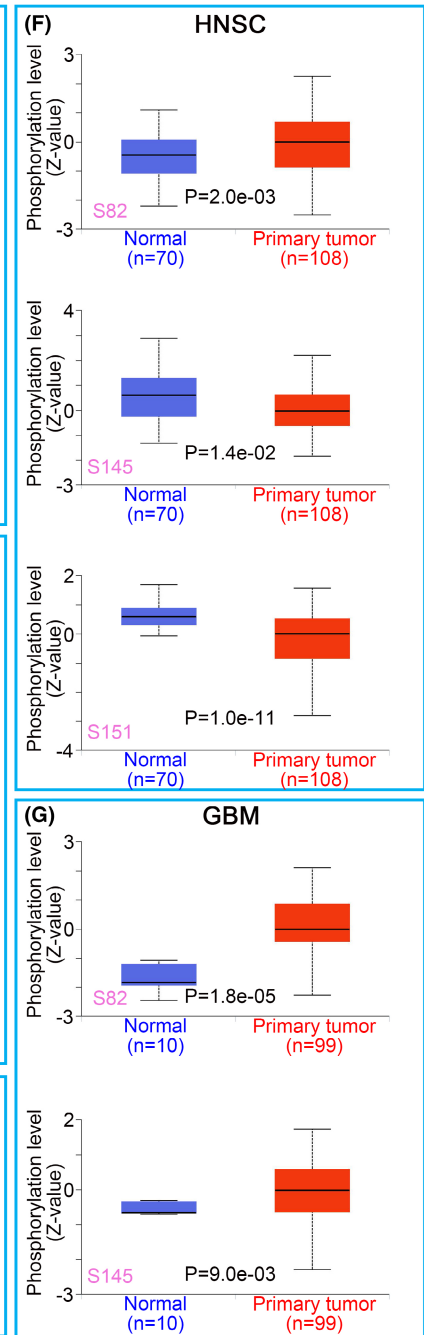 (F) HNSC
Phosphorylation level
(Z-value)
3
0
-3
S82
P=2.0e-03
Normal
(n=70)
Primary tumor
(n=108)
Phosphorylation level
(Z-value)
4
0
-3
S145
P=1.4e-02
Normal
(n=70)
Primary tumor
(n=108)
Phosphorylation level
(Z-value)
2
0
-4
S151
P=1.0e-11
Normal
(n=70)
Primary tumor
(n=108)
(G) GBM
Phosphorylation level
(Z-value)
3
0
-3
S82
P=1.8e-05
Normal
(n=10)
Primary tumor
(n=99)
Phosphorylation level
(Z-value)
2
0
-3
S145
P=9.0e-03
Normal
(n=10)
Primary tumor
(n=99)